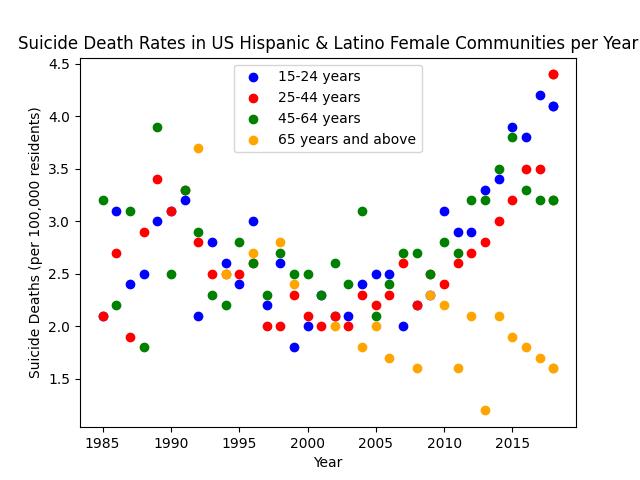 Suicide Death Rates in US Hispanic & Latino Female Communities per Year
4.5
4.0
3.5
3.0
2.5
2.0
1.5
Suicide Deaths (per 100,000 residents)
15-24 years
25-44 years
45-64 years
65 years and above
1985
1990
1995
2000
2005
2010
2015
Year